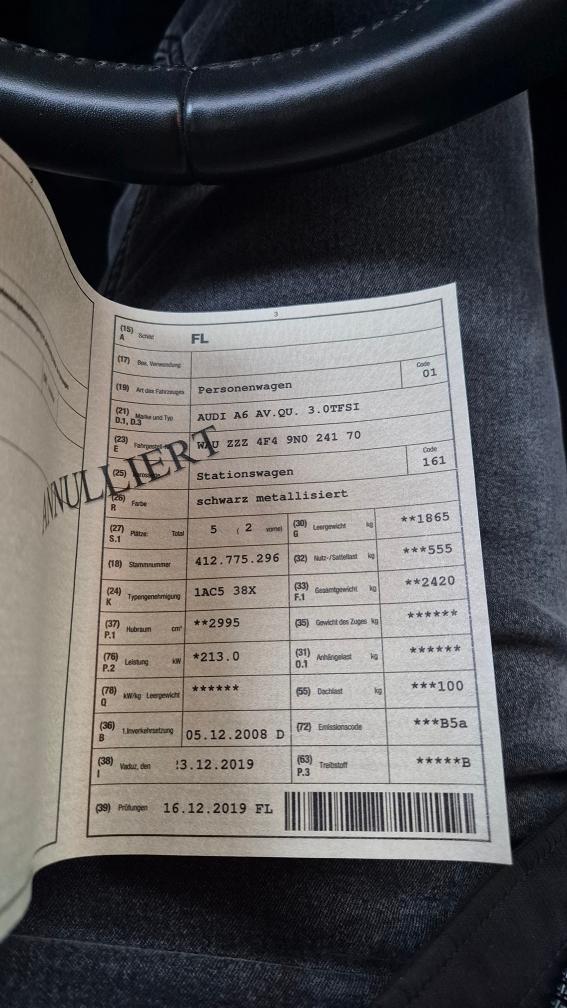 3
(15) A Schild FL
(17) Bes. Verwendung
(19) Art des Fahrzeuges Personenwagen Code 01
(21) D.1, D.3 Marke und Typ AUDI A6 AV.QU. 3.0TFSI
(23) E WAU ZZZ 4F4 9N0 241 70
(25) Stationswagen Code 161
ANNULLIERT
(26) R Farbe schwarz metallisiert
(27) S.1 Plätze: Total 5 ( 2 vorne) (30) G Leergewicht kg **1865
(18) Stammnummer 412.775.296 (32) Nutz-/Sattellast kg ***555
(24) K Typengenehmigung 1AC5 38X (33) F.1 Gesamtgewicht kg **2420
(37) P.1 Hubraum cm³ **2995 (35) Gewicht des Zuges kg ******
(76) P.2 Leistung kW *213.0 (31) O.1 Anhängelast kg ******
(78) Q kW/kg Leergewicht ****** (55) Dachlast kg ***100
(36) B 1.Inverkehrsetzung 05.12.2008 D (72) Emissionscode ***B5a
(38) I Vaduz, den 3.12.2019 (63) P.3 Treibstoff *****B
(39) Prüfungen 16.12.2019 FL